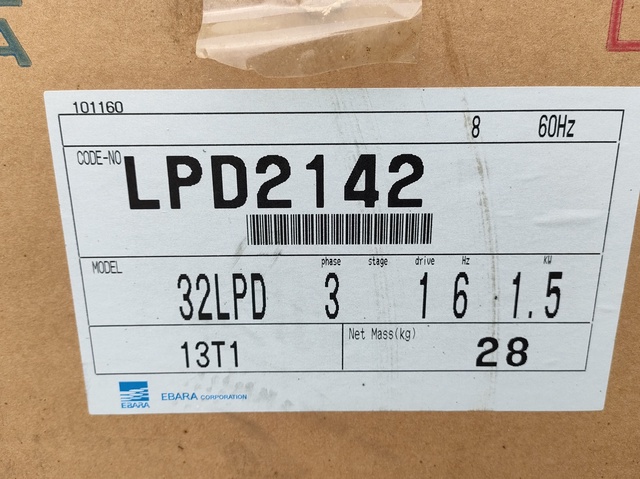 101160
8 60Hz
CODE-NO LPD2142
MODEL phase stage drive Hz kW
32LPD 3 1 6 1.5
13T1 Net Mass(kg) 28
EBARA EBARA CORPORATION